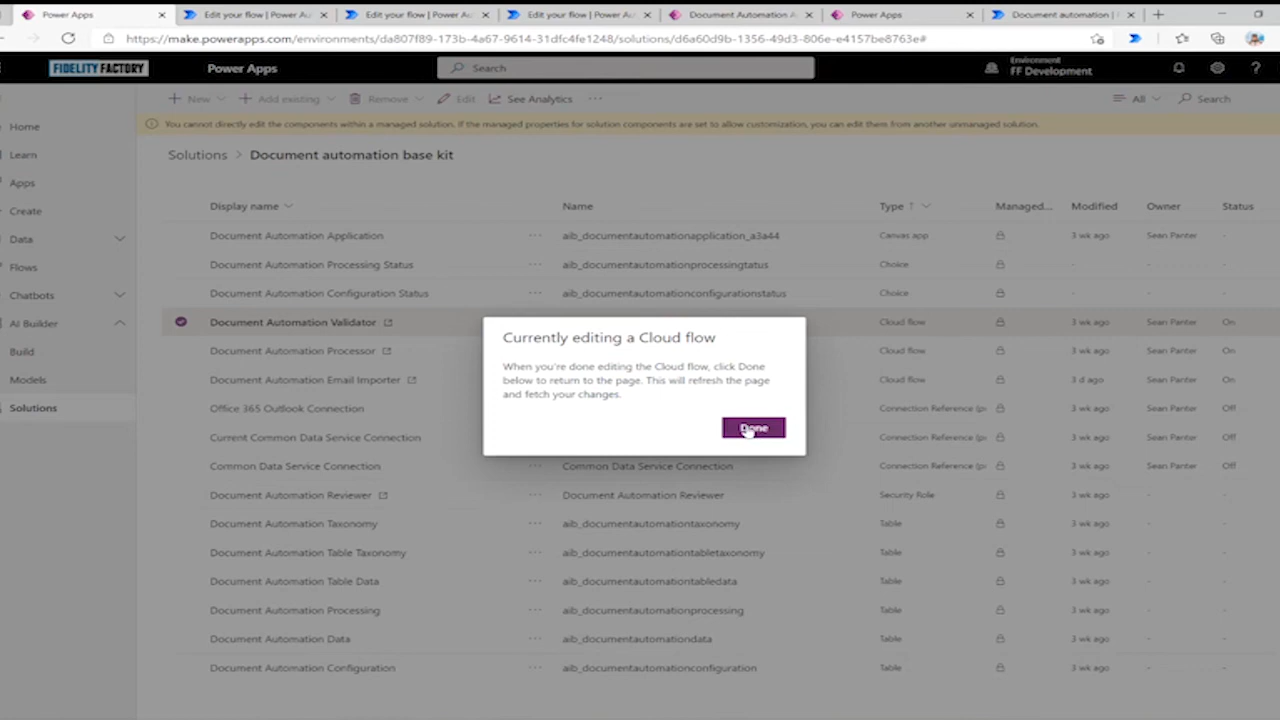 Power Apps
Edit your flow | Power Au
Edit your flow | Power Au
Edit your flow | Power Au
Document Automation A
Power Apps
Document automation |
https://make.powerapps.com/environments/da807f89-173b-4a67-9614-31dfc4fe1248/solutions/d6a60d9b-1356-49d3-806e-e4157be8763e#
FIDELITY FACTORY
Power Apps
Search
Environment
FF Development
?
New
Add existing
Remove
Edit
See Analytics
···
All
Search
You cannot directly edit the components within a managed solution. If the managed properties for solution components are set to allow customization, you can edit them from another unmanaged solution.
Home
Learn
Apps
Create
Data
Flows
Chatbots
AI Builder
Build
Models
Solutions
Solutions > Document automation base kit
Display name Name Type ↑ Managed... Modified Owner Status
Document Automation Application ··· aib_documentautomationapplication_a3a44 Canvas app 3 wk ago Sean Panter -
Document Automation Processing Status ··· aib_documentautomationprocessingtatus Choice - - -
Document Automation Configuration Status ··· aib_documentautomationconfigurationstatus Choice - - -
Document Automation Validator Cloud flow 3 wk ago Sean Panter On
Document Automation Processor Cloud flow 3 wk ago Sean Panter On
Document Automation Email Importer Cloud flow 3 d ago Sean Panter On
Office 365 Outlook Connection Connection Reference (p 3 wk ago Sean Panter Off
Current Common Data Service Connection Connection Reference (p 3 wk ago Sean Panter Off
Common Data Service Connection ··· Common Data Service Connection Connection Reference (p 3 wk ago Sean Panter Off
Document Automation Reviewer ··· Document Automation Reviewer Security Role 3 wk ago - -
Document Automation Taxonomy ··· aib_documentautomationtaxonomy Table 3 wk ago - -
Document Automation Table Taxonomy ··· aib_documentautomationtabletaxonomy Table 3 wk ago - -
Document Automation Table Data ··· aib_documentautomationtabledata Table 3 wk ago - -
Document Automation Processing ··· aib_documentautomationprocessing Table 3 wk ago - -
Document Automation Data ··· aib_documentautomationdata Table 3 wk ago - -
Document Automation Configuration ··· aib_documentautomationconfiguration Table 3 wk ago - -
Currently editing a Cloud flow
When you're done editing the Cloud flow, click Done
below to return to the page. This will refresh the page
and fetch your changes.
Done